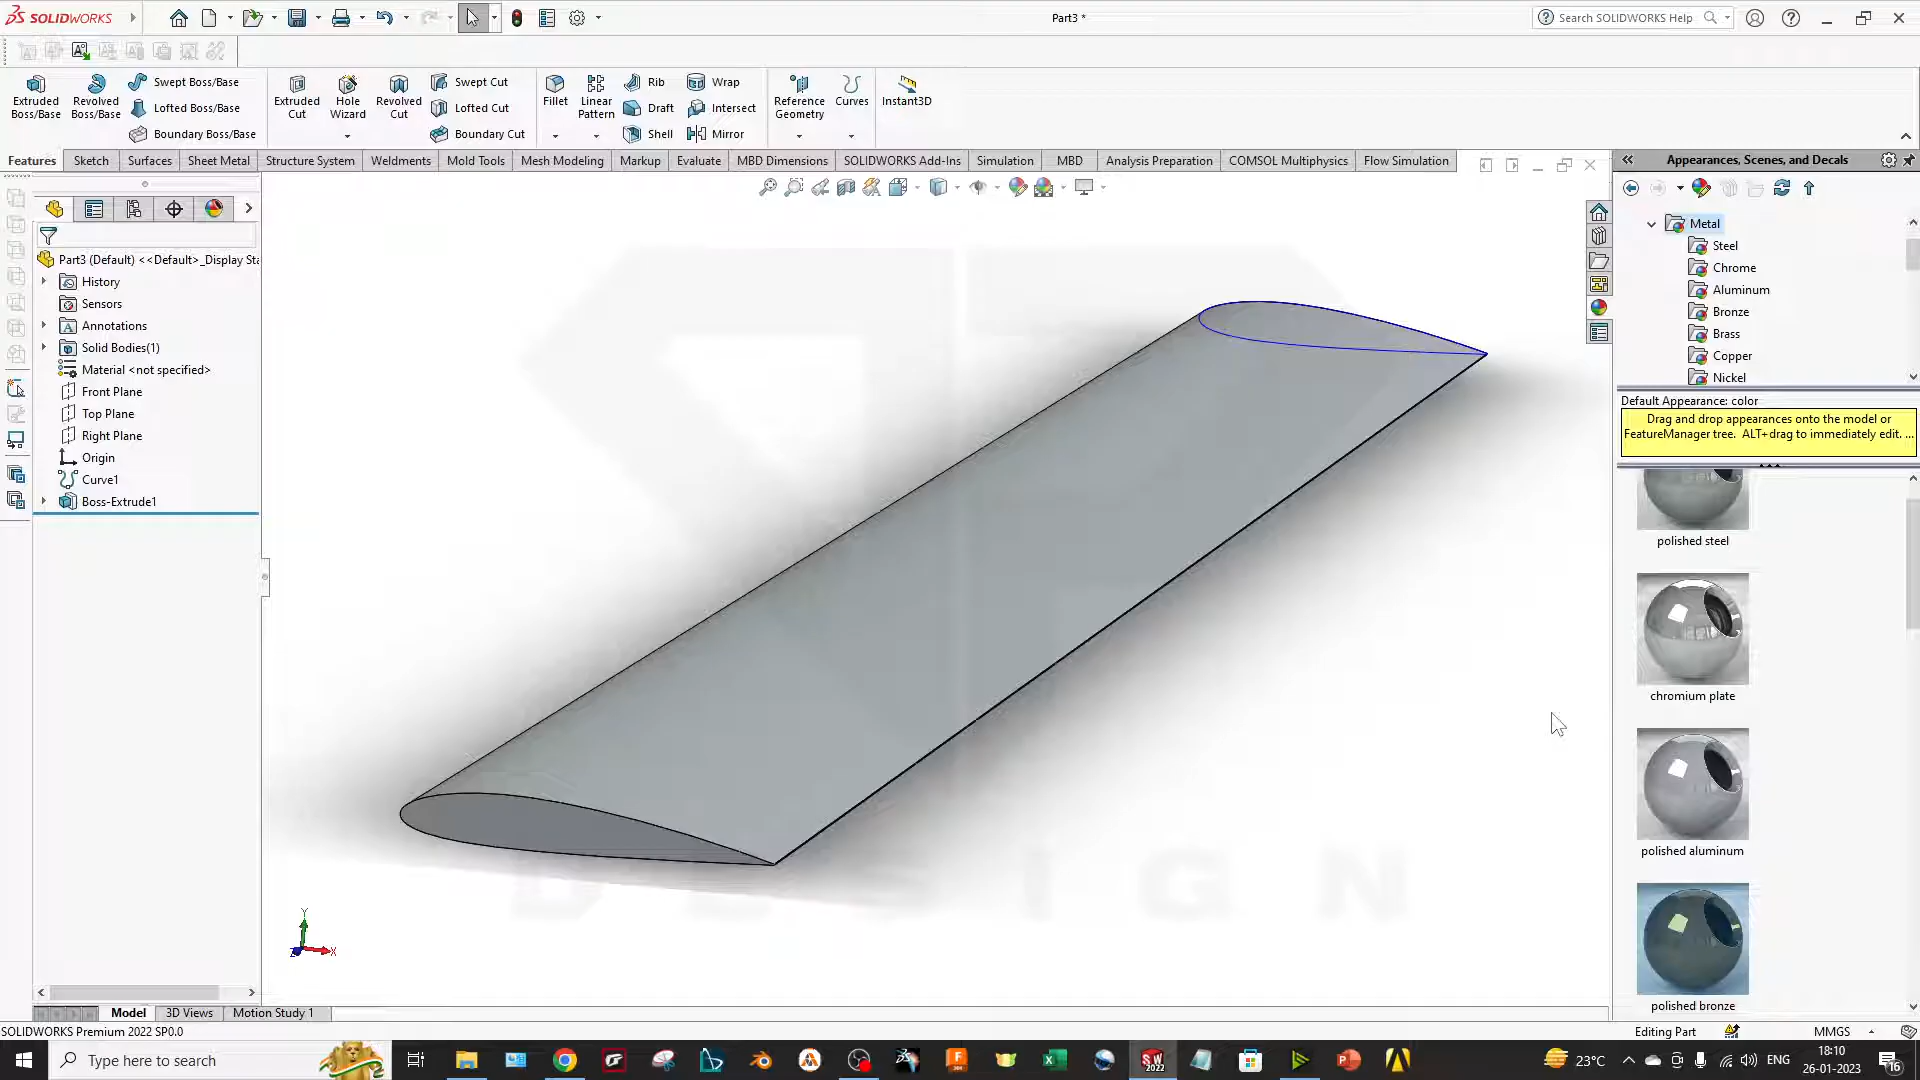 SOLIDWORKS
Part3 *
Search SOLIDWORKS Help
Extruded Boss/Base
Revolved Boss/Base
Swept Boss/Base
Lofted Boss/Base
Boundary Boss/Base
Extruded Cut
Hole Wizard
Revolved Cut
Swept Cut
Lofted Cut
Boundary Cut
Fillet
Linear Pattern
Rib
Draft
Shell
Wrap
Intersect
Mirror
Reference Geometry
Curves
Instant3D
Features
Sketch
Surfaces
Sheet Metal
Structure System
Weldments
Mold Tools
Mesh Modeling
Markup
Evaluate
MBD Dimensions
SOLIDWORKS Add-Ins
Simulation
MBD
Analysis Preparation
COMSOL Multiphysics
Flow Simulation
Part3 (Default) <<Default>_Display Sta
History
Sensors
Annotations
Solid Bodies(1)
Material <not specified>
Front Plane
Top Plane
Right Plane
Origin
Curve1
Boss-Extrude1
DESIGN
Y
X
Z
Appearances, Scenes, and Decals
Metal
Steel
Chrome
Aluminum
Bronze
Brass
Copper
Nickel
Default Appearance: color
Drag and drop appearances onto the model or
FeatureManager tree. ALT+drag to immediately edit. ...
polished steel
chromium plate
polished aluminum
polished bronze
Model
3D Views
Motion Study 1
SOLIDWORKS Premium 2022 SP0.0
Editing Part
MMGS
Type here to search
SW
2022
23°C
ENG
18:10
26-01-2023
16